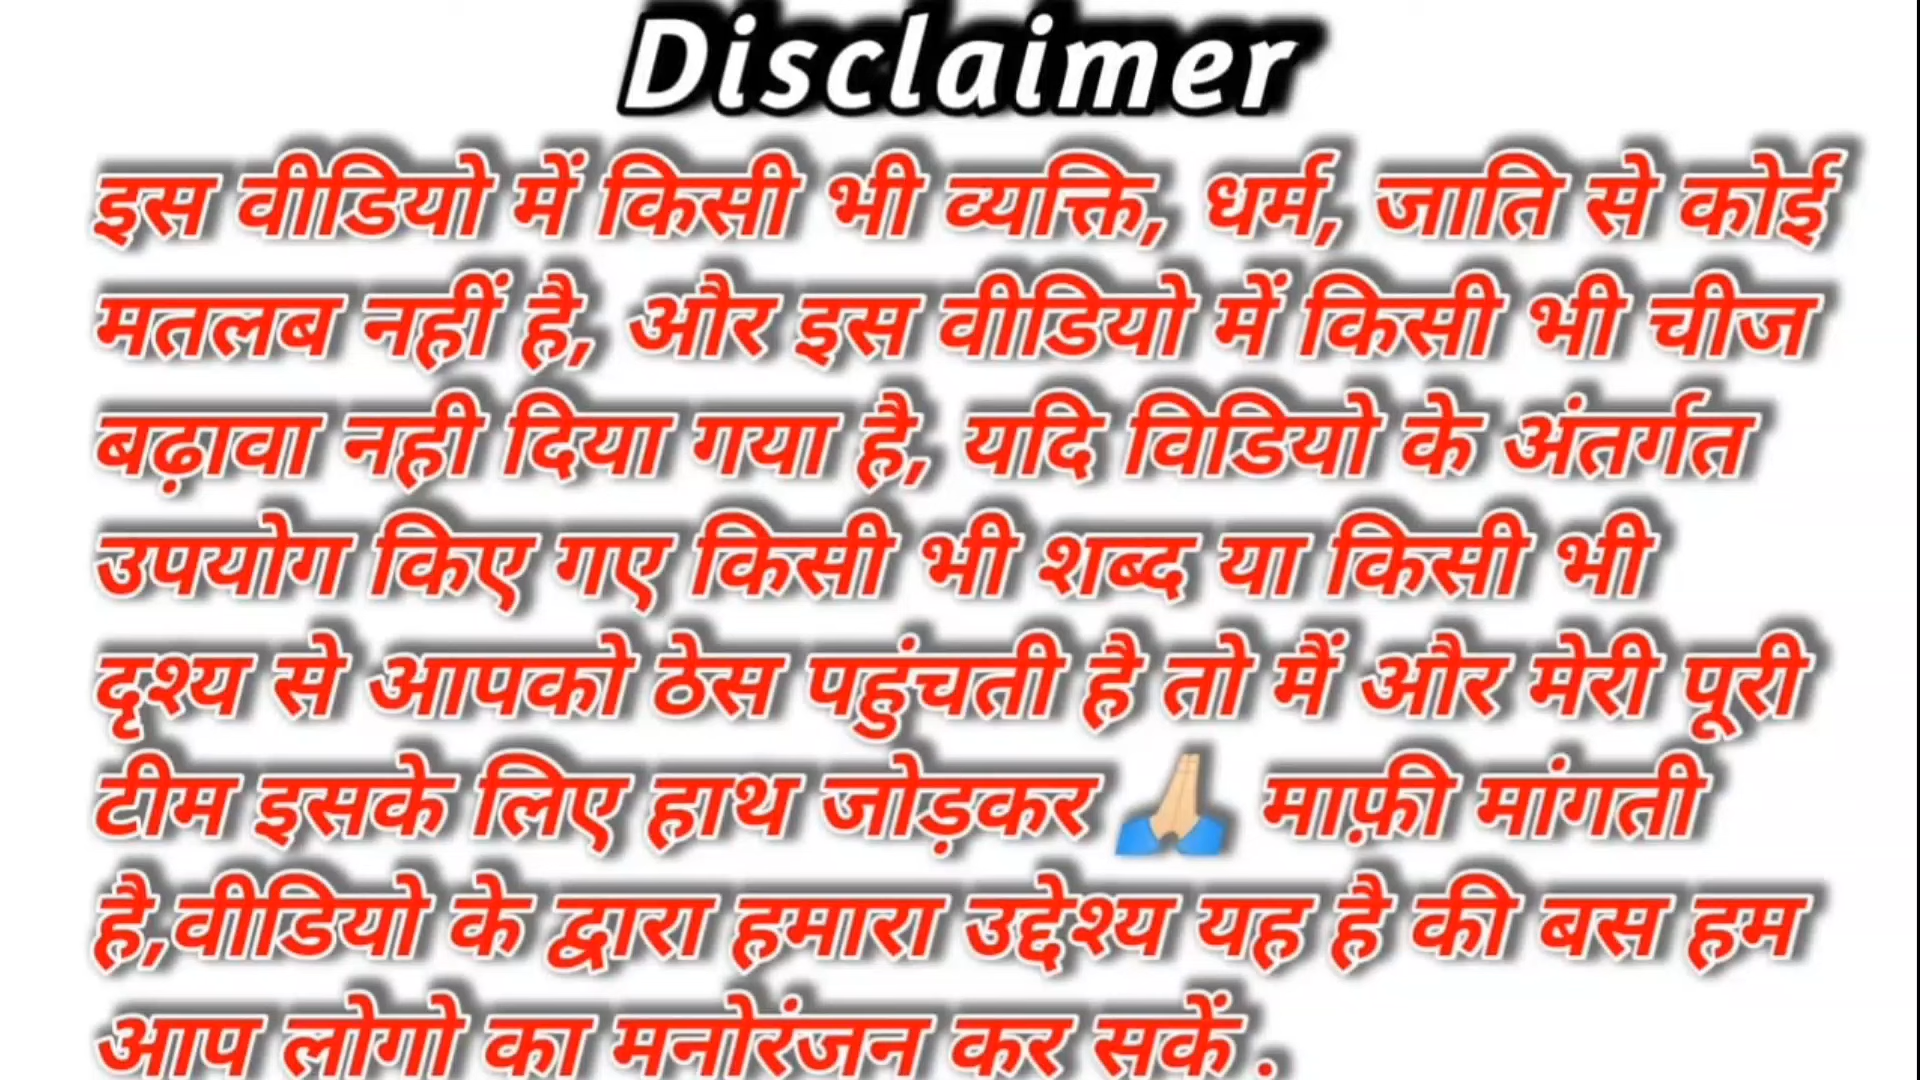 Disclaimer
इस वीडियो में किसी भी व्यक्ति, धर्म, जाति से कोई
मतलब नहीं है, और इस वीडियो में किसी भी चीज
बढ़ावा नही दिया गया है, यदि विडियो के अंतर्गत
उपयोग किए गए किसी भी शब्द या किसी भी
दृश्य से आपको ठेस पहुंचती है तो मैं और मेरी पूरी
टीम इसके लिए हाथ जोड़कर 🙏🏼 माफ़ी मांगती
है,वीडियो के द्वारा हमारा उद्देश्य यह है की बस हम
आप लोगो का मनोरंजन कर सकें .